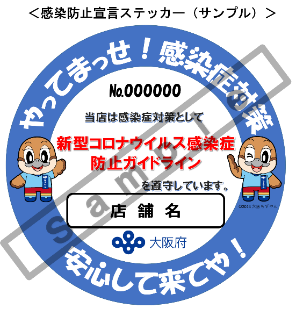 ＜感染防止宣言ステッカー（サンプル）＞
やってまっせ！感染症対策
№000000
当店は感染症対策として
新型コロナウイルス感染症
防止ガイドライン
を遵守しています。
店舗名
大阪府
安心して来てや！
Sample